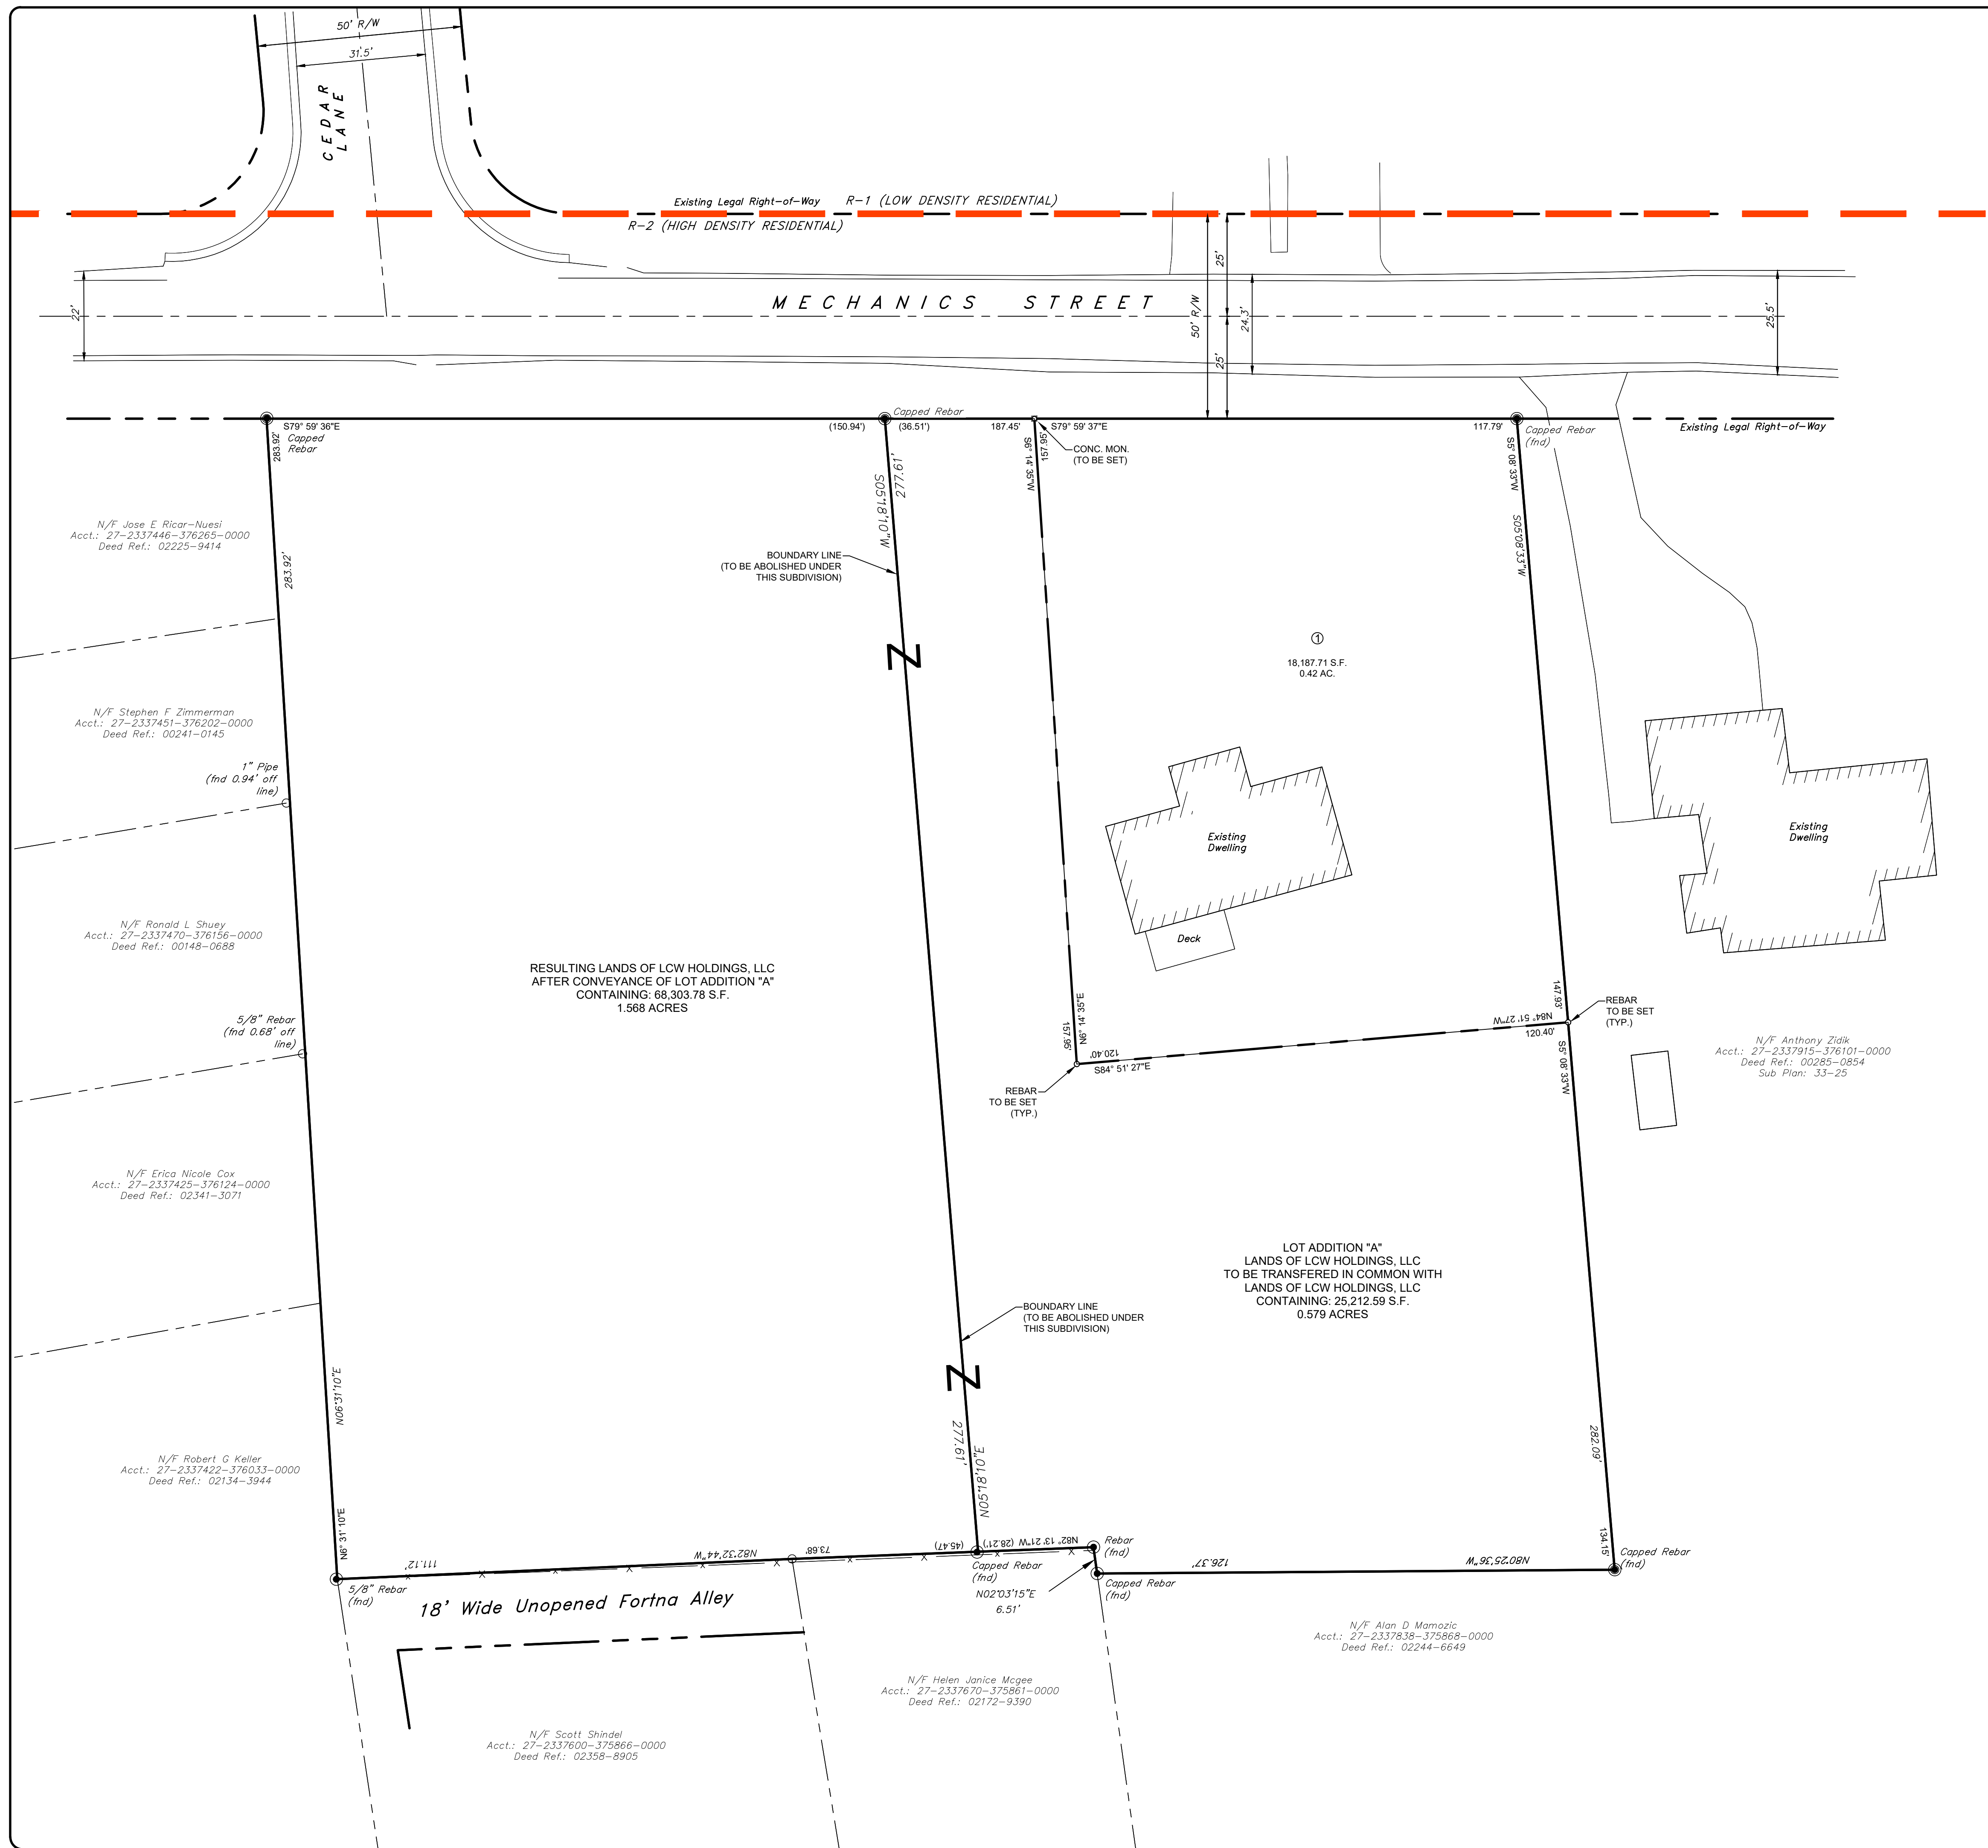 50' R/W
31.5'
CEDAR
LANE
Existing Legal Right-of-Way
R-1 (LOW DENSITY RESIDENTIAL)
R-2 (HIGH DENSITY RESIDENTIAL)
22'
MECHANICS STREET
50' R/W
25'
25'
24.3'
25.5'
S79° 59' 36"E
Capped
Rebar
283.92'
(150.94')
Capped Rebar
(36.51')
187.45'
S79° 59' 37"E
CONC. MON.
(TO BE SET)
117.79'
Capped Rebar
(fnd)
Existing Legal Right-of-Way
S6° 14' 35"W
157.95'
S5° 08' 33"W
S05°18'10"W
277.61'
S05°08'33"W
N/F Jose E Ricar-Nuesi
Acct.: 27-2337446-376265-0000
Deed Ref.: 02225-9414
283.92'
BOUNDARY LINE
(TO BE ABOLISHED UNDER
THIS SUBDIVISION)
Z
1
18,187.71 S.F.
0.42 AC.
N/F Stephen F Zimmerman
Acct.: 27-2337451-376202-0000
Deed Ref.: 00241-0145
1" Pipe
(fnd 0.94' off
line)
Existing
Dwelling
Existing
Dwelling
Deck
N/F Ronald L Shuey
Acct.: 27-2337470-376156-0000
Deed Ref.: 00148-0688
RESULTING LANDS OF LCW HOLDINGS, LLC
AFTER CONVEYANCE OF LOT ADDITION "A"
CONTAINING: 68,303.78 S.F.
1.568 ACRES
5/8" Rebar
(fnd 0.68' off
line)
157.95'
N6° 14' 35"E
120.40'
S84° 51' 27"E
N84° 51' 27"W
120.40'
147.93'
S5° 08' 33"W
REBAR
TO BE SET
(TYP.)
REBAR
TO BE SET
(TYP.)
N/F Anthony Zidik
Acct.: 27-2337915-376101-0000
Deed Ref.: 00285-0854
Sub Plan: 33-25
N/F Erica Nicole Cox
Acct.: 27-2337425-376124-0000
Deed Ref.: 02341-3071
LOT ADDITION "A"
LANDS OF LCW HOLDINGS, LLC
TO BE TRANSFERED IN COMMON WITH
LANDS OF LCW HOLDINGS, LLC
CONTAINING: 25,212.59 S.F.
0.579 ACRES
BOUNDARY LINE
(TO BE ABOLISHED UNDER
THIS SUBDIVISION)
Z
N06°31'10"E
277.61'
N05°18'10"E
282.09'
N/F Robert G Keller
Acct.: 27-2337422-376033-0000
Deed Ref.: 02134-3944
N6° 31' 10"E
111.12'
N82°32'44"W
73.68'
(45.47)
N82° 13' 21"W (28.21')
Rebar
(fnd)
134.15'
Capped Rebar
(fnd)
5/8" Rebar
(fnd)
Capped Rebar
(fnd)
N02°03'15"E
6.51'
Capped Rebar
(fnd)
126.37'
N80°25'36"W
18' Wide Unopened Fortna Alley
N/F Alan D Mamozic
Acct.: 27-2337838-375868-0000
Deed Ref.: 02244-6649
N/F Helen Janice Mcgee
Acct.: 27-2337670-375861-0000
Deed Ref.: 02172-9390
N/F Scott Shindel
Acct.: 27-2337600-375866-0000
Deed Ref.: 02358-8905